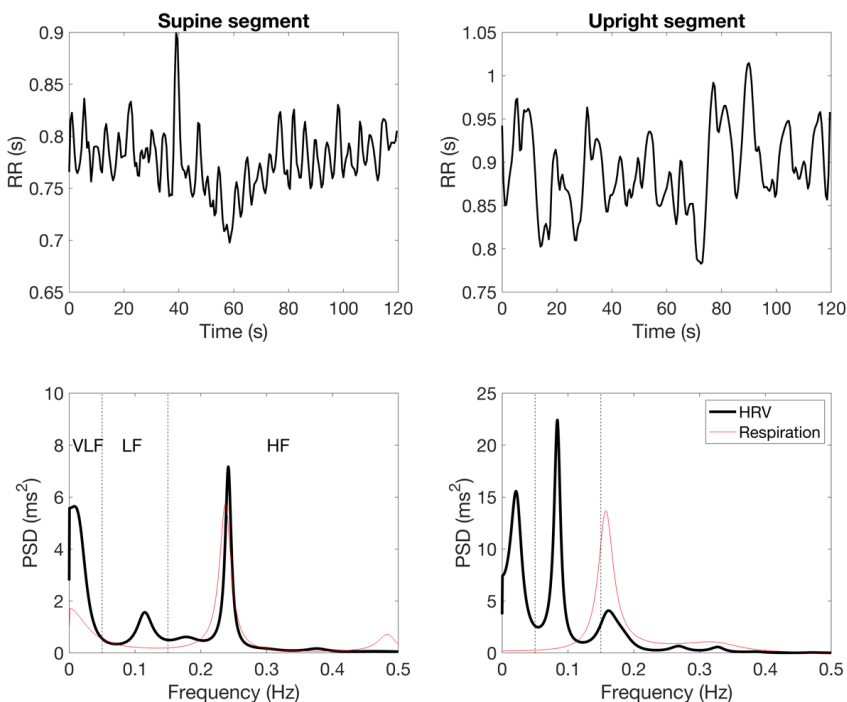 Supine segment
RR (s)
0.9
0.85
0.8
0.75
0.7
0.65
0 20 40 60 80 100 120
Time (s)
Upright segment
RR (s)
1.05
1
0.95
0.9
0.85
0.8
0.75
0 20 40 60 80 100 120
Time (s)
PSD (ms²)
10
8
6
4
2
0
VLF LF HF
0 0.1 0.2 0.3 0.4 0.5
Frequency (Hz)
PSD (ms²)
25
20
15
10
5
0
HRV
Respiration
0 0.1 0.2 0.3 0.4 0.5
Frequency (Hz)